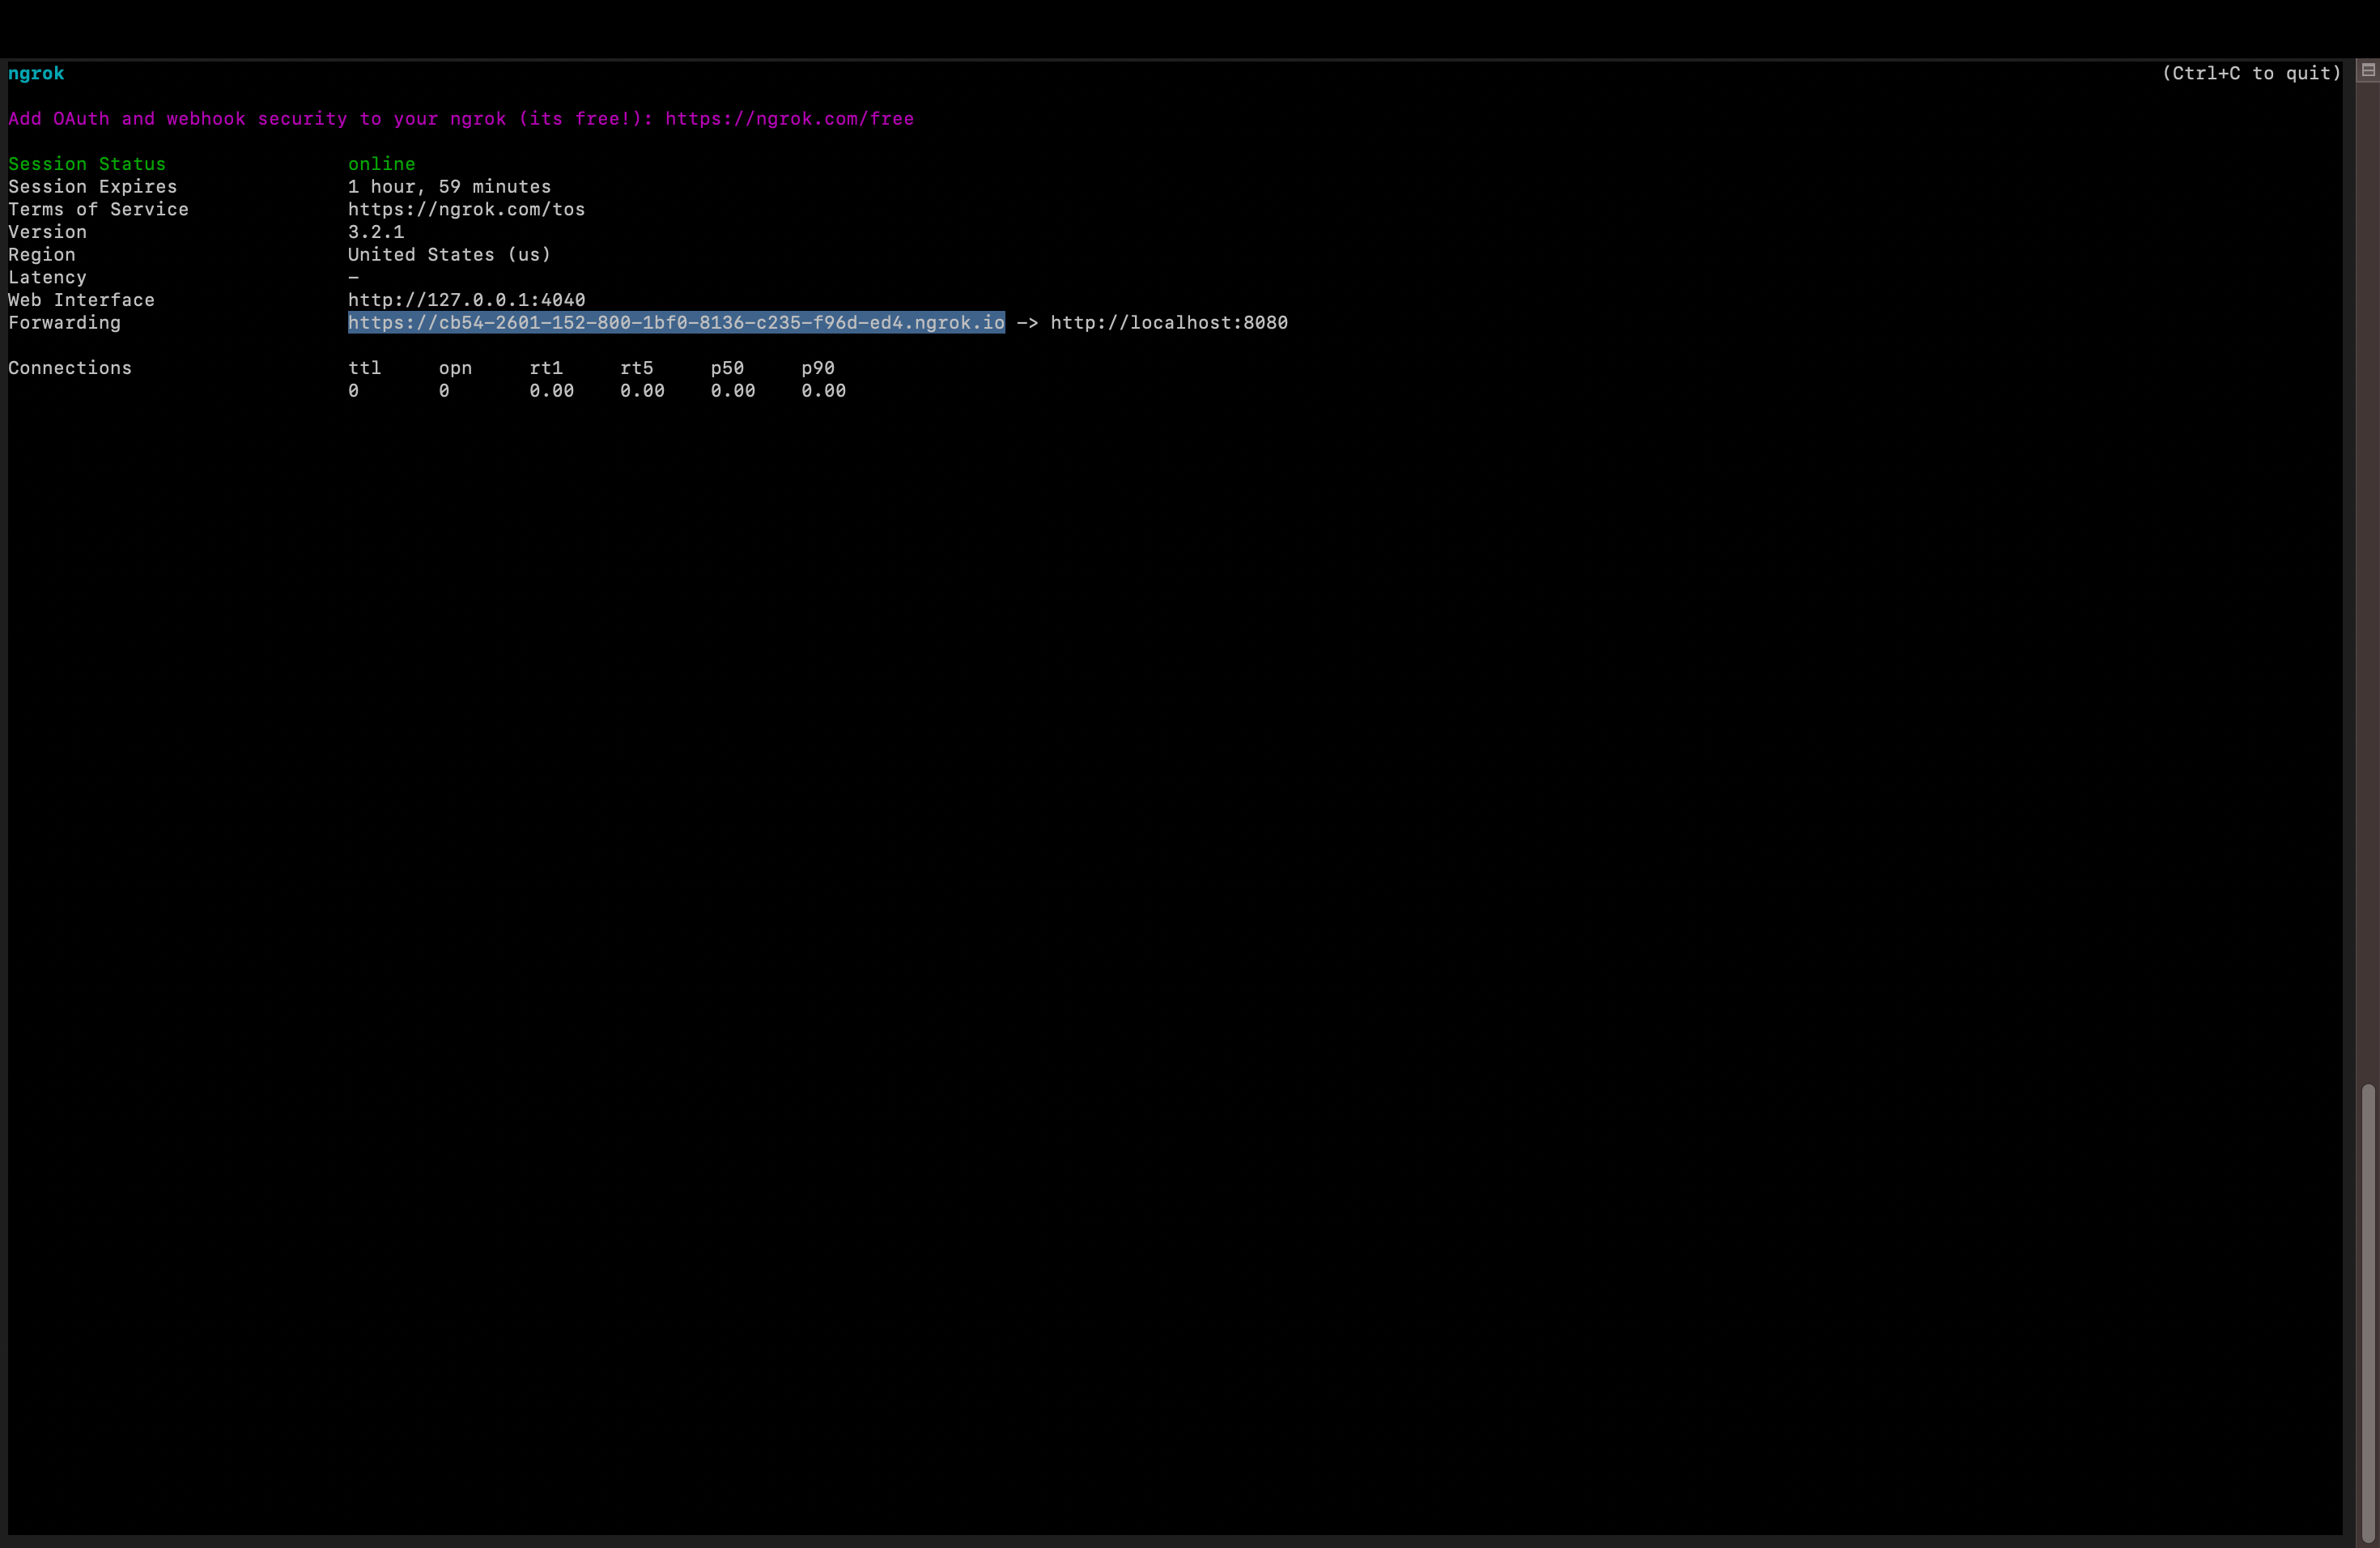 ngrok (Ctrl+C to quit)
Add OAuth and webhook security to your ngrok (its free!): https://ngrok.com/free
Session Status online
Session Expires 1 hour, 59 minutes
Terms of Service https://ngrok.com/tos
Version 3.2.1
Region United States (us)
Latency -
Web Interface http://127.0.0.1:4040
Forwarding https://cb54-2601-152-800-1bf0-8136-c235-f96d-ed4.ngrok.io -> http://localhost:8080
Connections ttl opn rt1 rt5 p50 p90
0 0 0.00 0.00 0.00 0.00